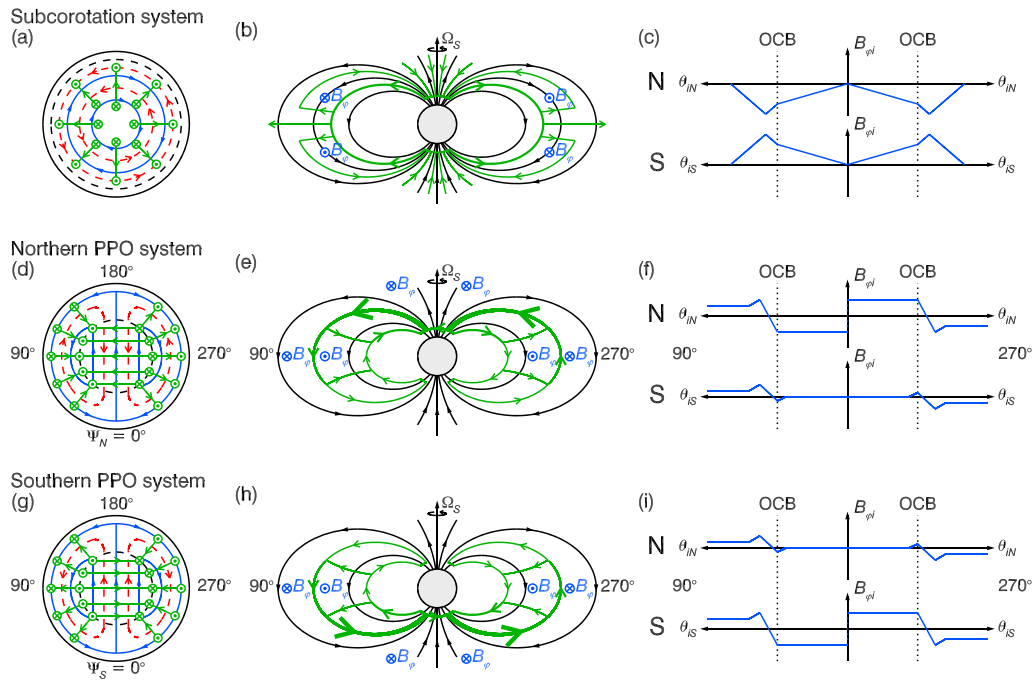 Subcorotation system
(a)
(b)
Ω_S
⊗B_φ
⊙B_φ
⊙B_φ
⊗B_φ
(c)
OCB B_φi OCB
N θ_iN θ_iN
B_φi
S θ_iS θ_iS
Northern PPO system
(d)
180°
90° 270°
Ψ_N = 0°
(e)
Ω_S
⊗B_φ ⊗B_φ
90° ⊗B_φ ⊙B_φ ⊙B_φ ⊗B_φ 270°
(f)
OCB B_φi OCB
N θ_iN θ_iN
90° B_φi 270°
S θ_iS θ_iS
Southern PPO system
(g)
180°
90° 270°
Ψ_S = 0°
(h)
Ω_S
90° ⊗B_φ ⊙B_φ ⊙B_φ ⊗B_φ 270°
⊗B_φ ⊗B_φ
(i)
OCB B_φi OCB
N θ_iN θ_iN
90° B_φi 270°
S θ_iS θ_iS